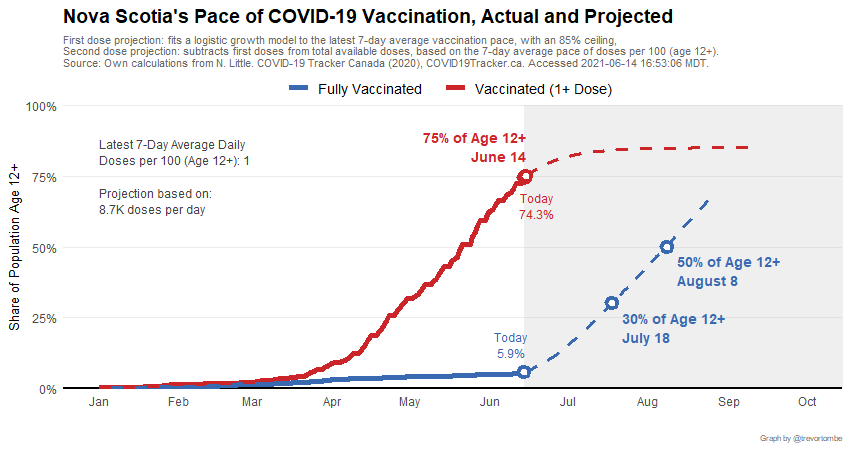 Nova Scotia's Pace of COVID-19 Vaccination, Actual and Projected
First dose projection: fits a logistic growth model to the latest 7-day average vaccination pace, with an 85% ceiling,
Second dose projection: subtracts first doses from total available doses, based on the 7-day average pace of doses per 100 (age 12+).
Source: Own calculations from N. Little. COVID-19 Tracker Canada (2020), COVID19Tracker.ca. Accessed 2021-06-14 16:53:06 MDT.
Fully Vaccinated
Vaccinated (1+ Dose)
Share of Population Age 12+
100%
75%
50%
25%
0%
Latest 7-Day Average Daily
Doses per 100 (Age 12+): 1
Projection based on:
8.7K doses per day
75% of Age 12+
June 14
Today
74.3%
50% of Age 12+
August 8
30% of Age 12+
July 18
Today
5.9%
Jan
Feb
Mar
Apr
May
Jun
Jul
Aug
Sep
Oct
Graph by @trevortombe